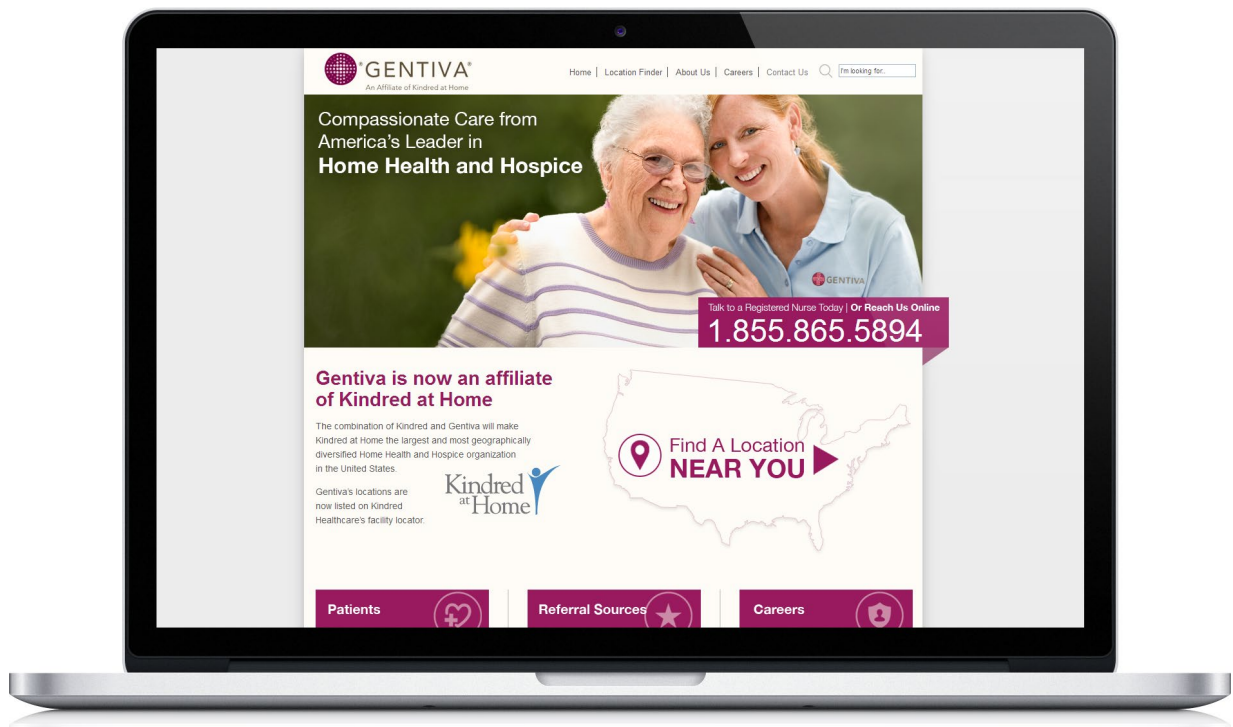 GENTIVA®
An Affiliate of Kindred at Home
Home | Location Finder | About Us | Careers | Contact Us
I'm looking for..
Compassionate Care from
America's Leader in
Home Health and Hospice
GENTIVA
Talk to a Registered Nurse Today | Or Reach Us Online
1.855.865.5894
Gentiva is now an affiliate
of Kindred at Home
The combination of Kindred and Gentiva will make
Kindred at Home the largest and most geographically
diversified Home Health and Hospice organization
in the United States.
Gentiva's locations are
now listed on Kindred
Healthcare's facility locator.
Kindred
at Home
Find A Location
NEAR YOU
Patients
Referral Sources
Careers